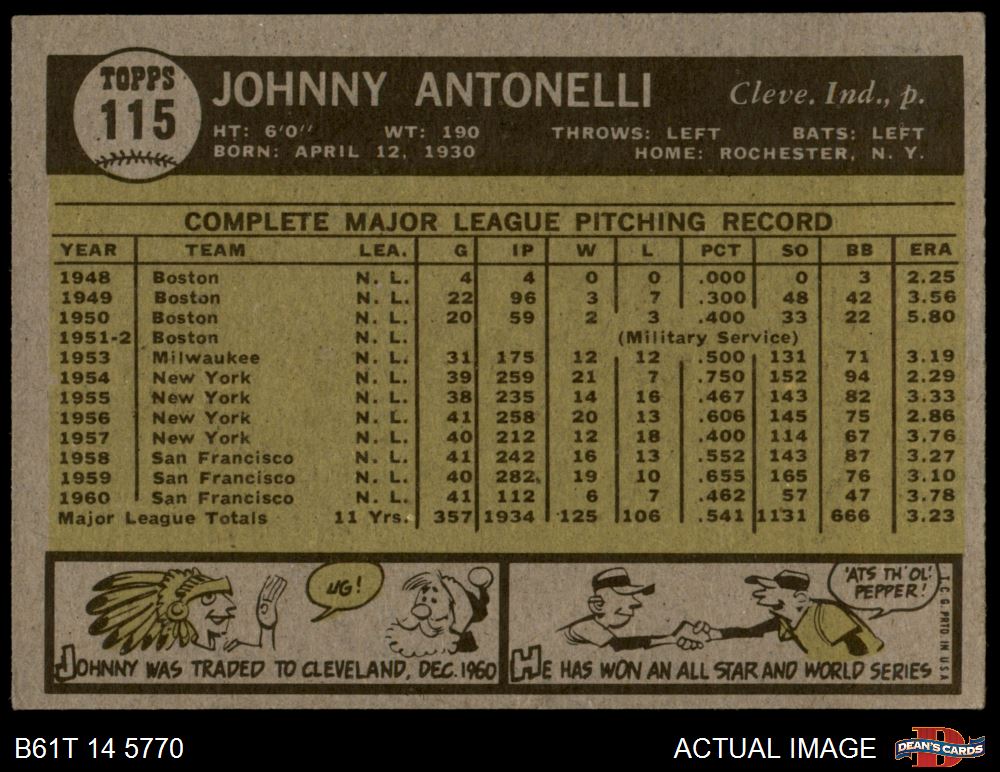 TOPPS
115
JOHNNY ANTONELLI Cleve. Ind., p.
HT: 6'0" WT: 190 THROWS: LEFT BATS: LEFT
BORN: APRIL 12, 1930 HOME: ROCHESTER, N. Y.
COMPLETE MAJOR LEAGUE PITCHING RECORD
YEAR TEAM LEA. G IP W L PCT SO BB ERA
1948 Boston N. L. 4 4 0 0 .000 0 3 2.25
1949 Boston N. L. 22 96 3 7 .300 48 42 3.56
1950 Boston N. L. 20 59 2 3 .400 33 22 5.80
1951-2 Boston N. L. (Military Service)
1953 Milwaukee N. L. 31 175 12 12 .500 131 71 3.19
1954 New York N. L. 39 259 21 7 .750 152 94 2.29
1955 New York N. L. 38 235 14 16 .467 143 82 3.33
1956 New York N. L. 41 258 20 13 .606 145 75 2.86
1957 New York N. L. 40 212 12 18 .400 114 67 3.76
1958 San Francisco N. L. 41 242 16 13 .552 143 87 3.27
1959 San Francisco N. L. 40 282 19 10 .655 165 76 3.10
1960 San Francisco N. L. 41 112 6 7 .462 57 47 3.78
Major League Totals 11 Yrs. 357 1934 125 106 .541 1131 666 3.23
UG!
JOHNNY WAS TRADED TO CLEVELAND, DEC. 1960
'ATS TH' OL'
PEPPER!
HE HAS WON AN ALL STAR AND WORLD SERIES
T. C. G. PRTD IN USA
B61T 14 5770 ACTUAL IMAGE
D
DEAN'S CARDS